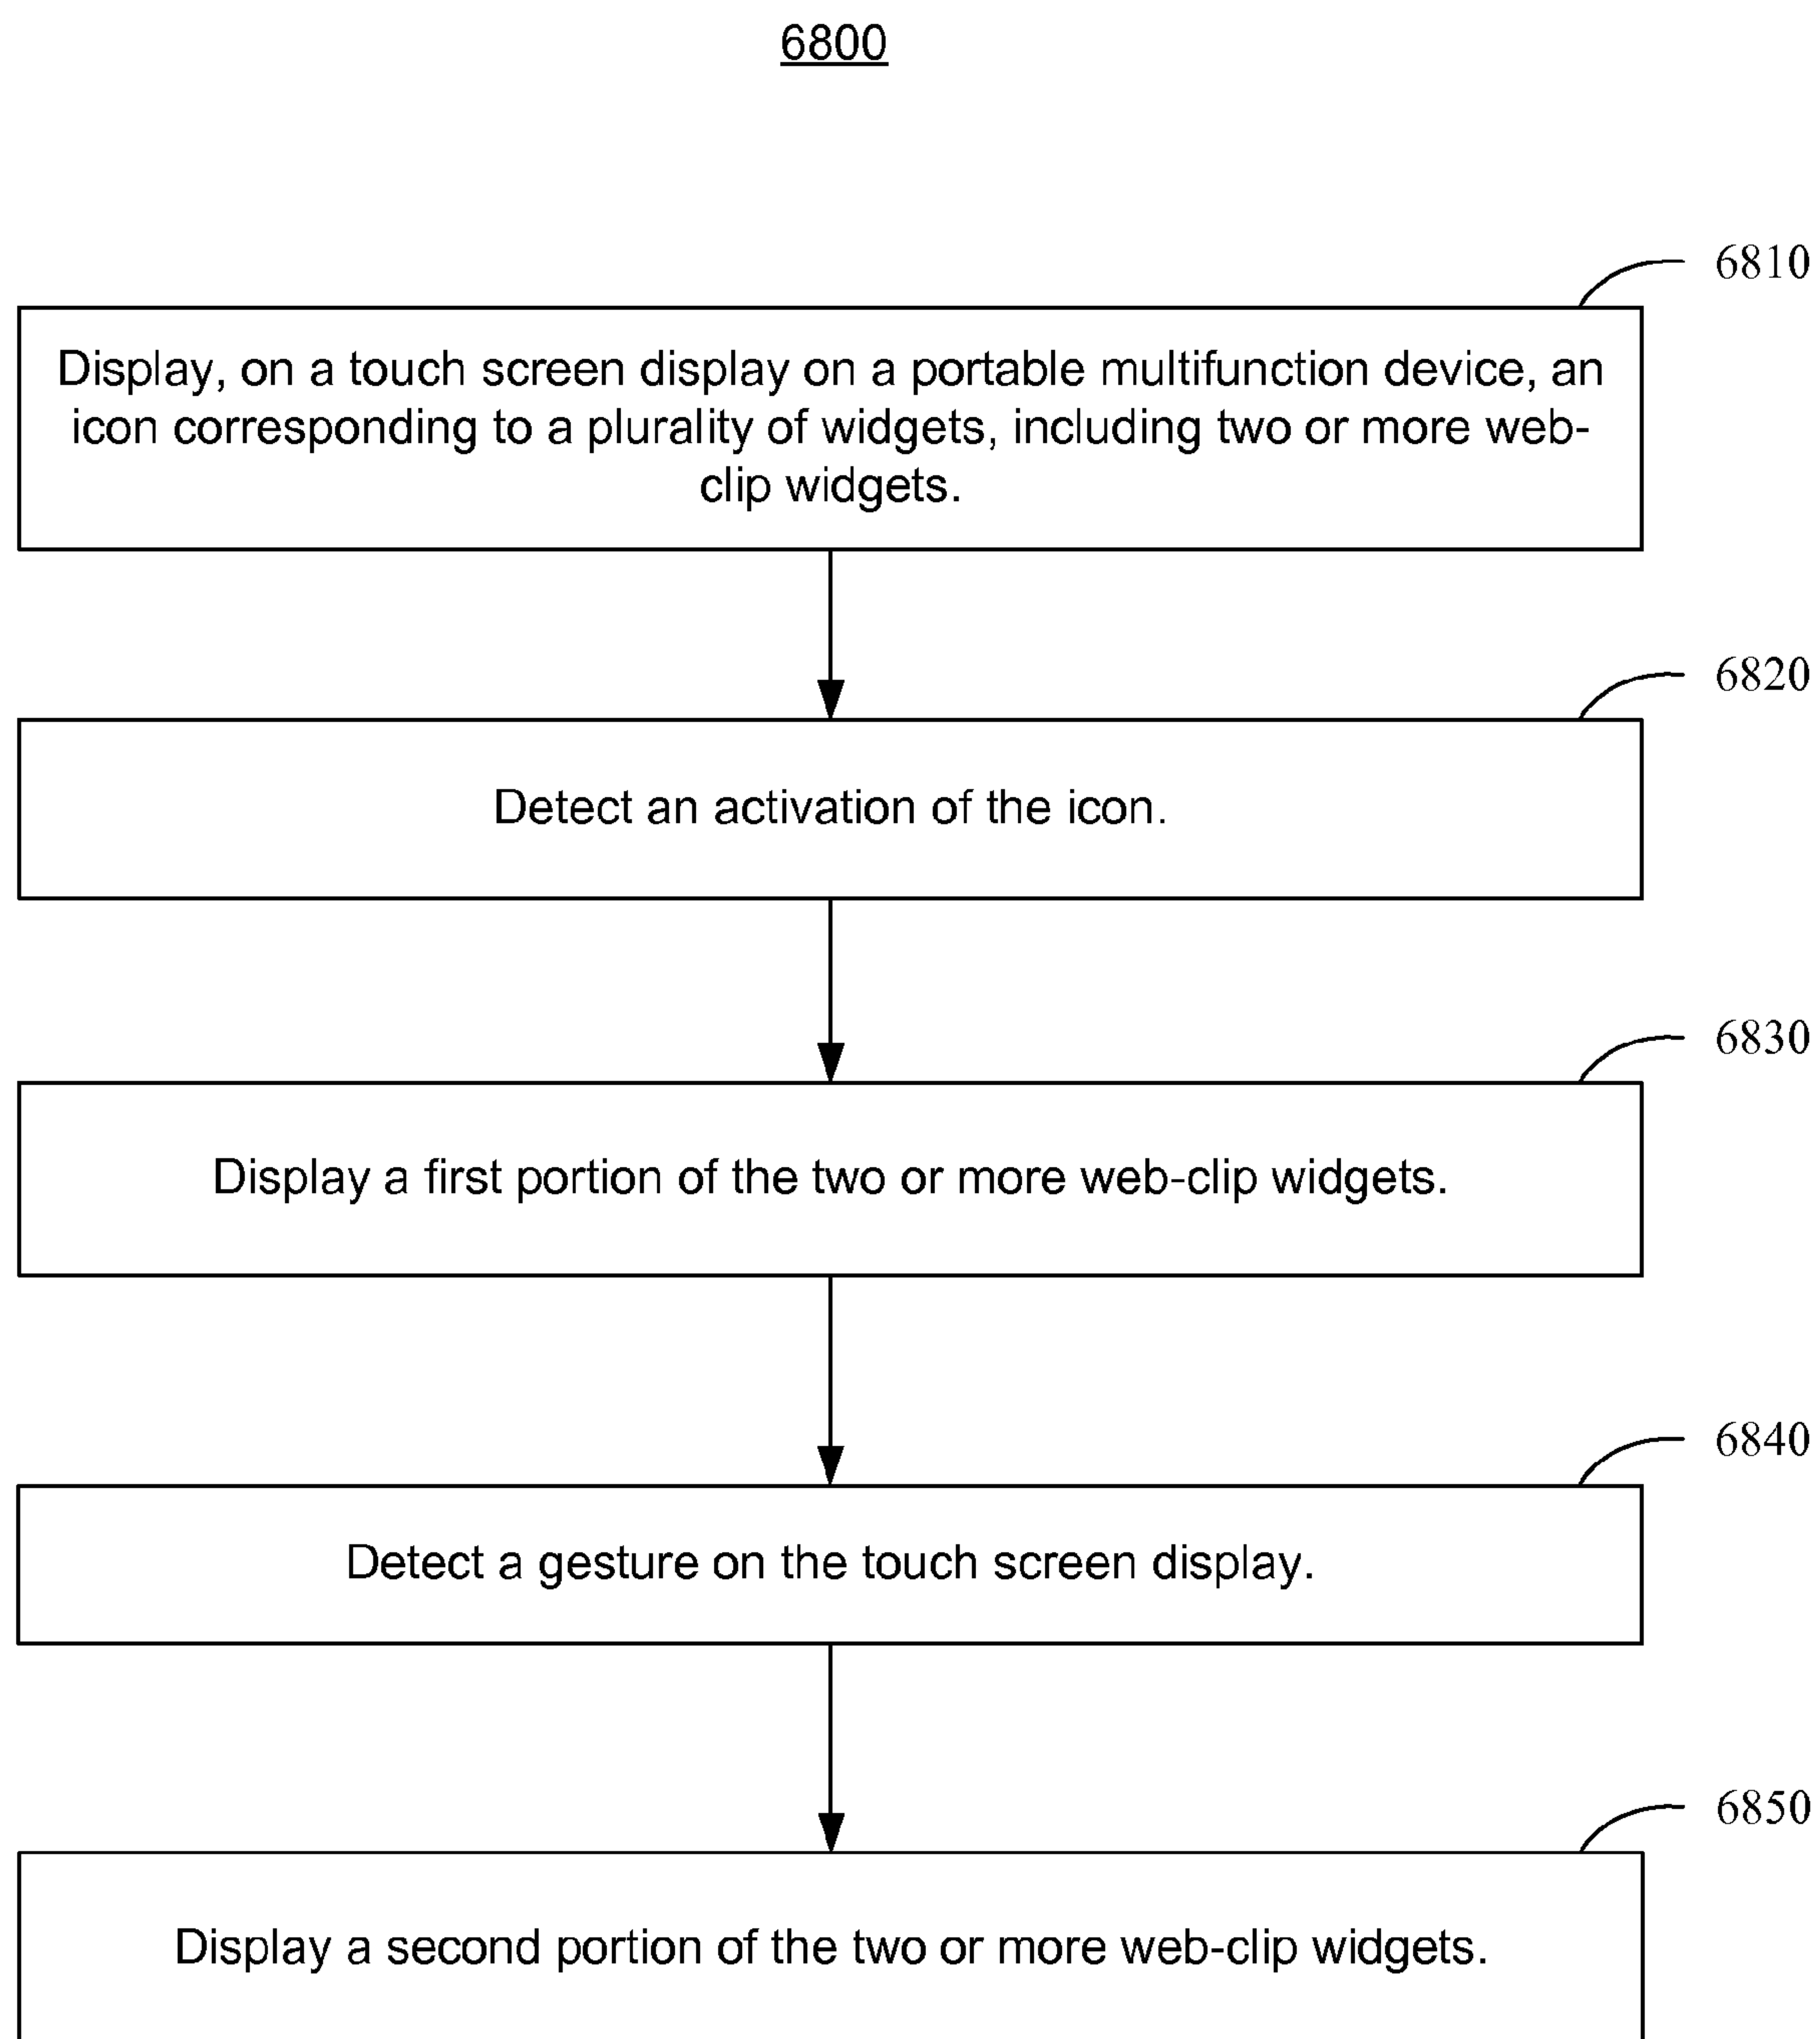 6800
6810
Display, on a touch screen display on a portable multifunction device, an
icon corresponding to a plurality of widgets, including two or more web-
clip widgets.
6820
Detect an activation of the icon.
6830
Display a first portion of the two or more web-clip widgets.
6840
Detect a gesture on the touch screen display.
6850
Display a second portion of the two or more web-clip widgets.